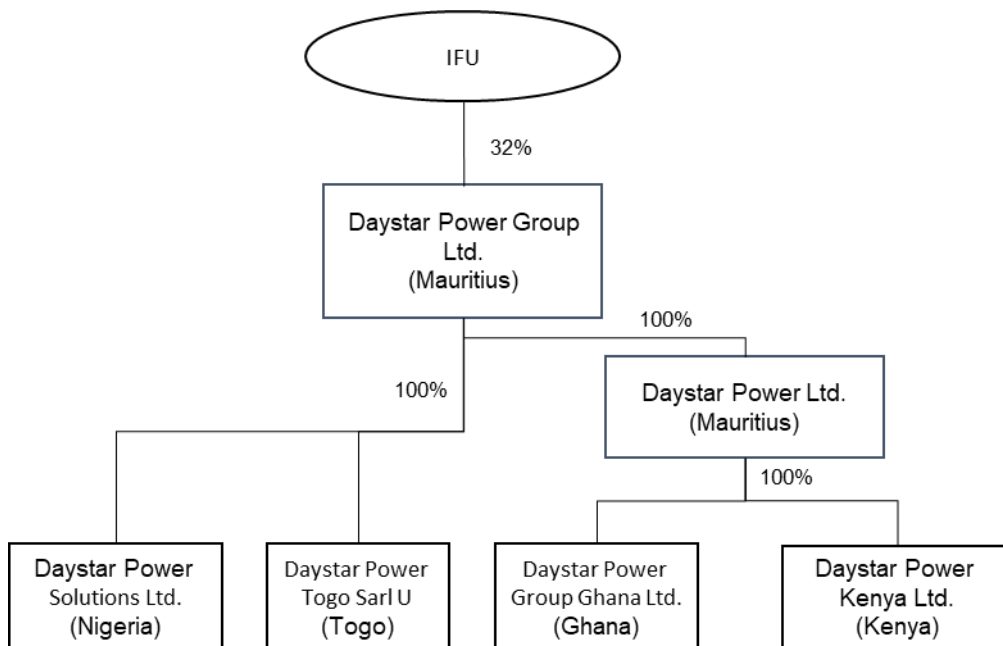 IFU
32%
Daystar Power Group
Ltd.
(Mauritius)
100%
100%
Daystar Power Ltd.
(Mauritius)
100%
Daystar Power
Solutions Ltd.
(Nigeria)
Daystar Power
Togo Sarl U
(Togo)
Daystar Power
Group Ghana Ltd.
(Ghana)
Daystar Power
Kenya Ltd.
(Kenya)